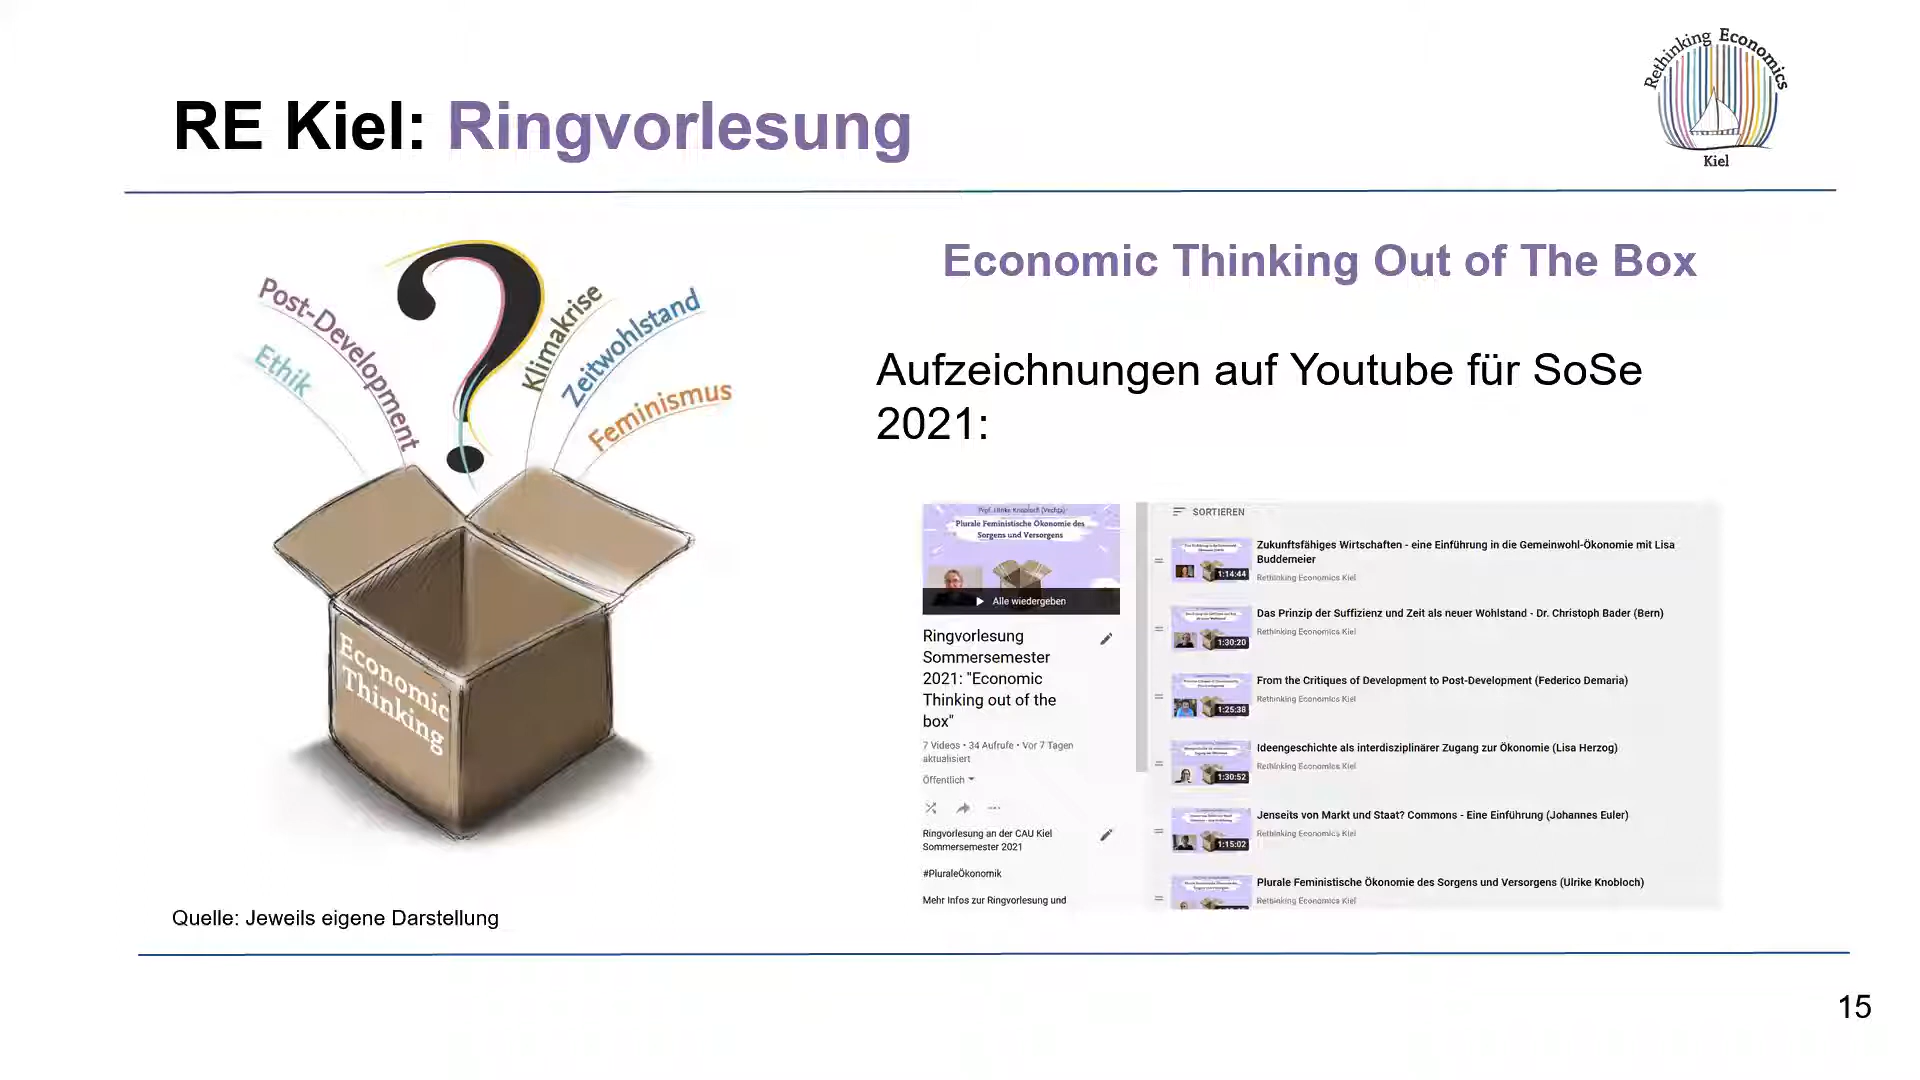 Rethinking Economics
Kiel
RE Kiel: Ringvorlesung
Post-Development
Ethik
Klimakrise
Zeitwohlstand
Feminismus
Economic
Thinking
Quelle: Jeweils eigene Darstellung
Economic Thinking Out of The Box
Aufzeichnungen auf Youtube für SoSe
2021:
Prof. Ulrike Knobloch (Vechta)
Plurale Feministische Ökonomie des
Sorgens und Versorgens
Alle wiedergeben
Ringvorlesung
Sommersemester
2021: "Economic
Thinking out of the
box"
7 Videos • 34 Aufrufe • Vor 7 Tagen
aktualisiert
Öffentlich
Ringvorlesung an der CAU Kiel
Sommersemester 2021
#PluraleÖkonomik
Mehr Infos zur Ringvorlesung und
SORTIEREN
1:14:44
Zukunftsfähiges Wirtschaften - eine Einführung in die Gemeinwohl-Ökonomie mit Lisa
Buddemeier
Rethinking Economics Kiel
1:30:20
Das Prinzip der Suffizienz und Zeit als neuer Wohlstand - Dr. Christoph Bader (Bern)
Rethinking Economics Kiel
1:25:38
From the Critiques of Development to Post-Development (Federico Demaria)
Rethinking Economics Kiel
1:30:52
Ideengeschichte als interdisziplinärer Zugang zur Ökonomie (Lisa Herzog)
Rethinking Economics Kiel
1:15:02
Jenseits von Markt und Staat? Commons - Eine Einführung (Johannes Euler)
Rethinking Economics Kiel
Plurale Feministische Ökonomie des Sorgens und Versorgens (Ulrike Knobloch)
Rethinking Economics Kiel
15